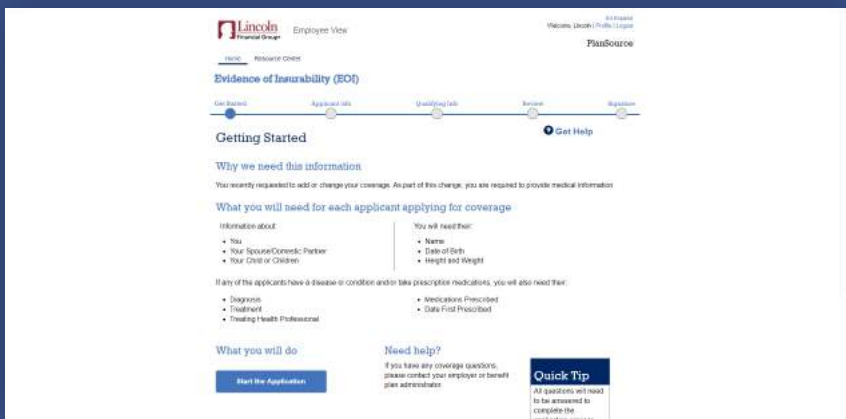 Lincoln
Financial Group®
Employee View
Welcome, Lincoln | Profile | Logout
PlanSource
Home Resource Center
Evidence of Insurability (EOI)
Get Started Applicant Info Qualifying Info Review Signature
Getting Started
Get Help
Why we need this information
You recently requested to add or change your coverage. As part of this change, you are required to provide medical information
What you will need for each applicant applying for coverage
Information about:
• You
• Your Spouse/Domestic Partner
• Your Child or Children
You will need their:
• Name
• Date of Birth
• Height and Weight
If any of the applicants have a disease or condition and/or take prescription medications, you will also need their:
• Diagnosis
• Treatment
• Treating Health Professional
• Medications Prescribed
• Date First Prescribed
What you will do
Start the Application
Need help?
If you have any coverage questions,
please contact your employer or benefit
plan administrator.
Quick Tip
All questions will need
to be answered to
complete the